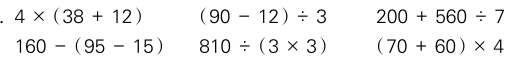 . 4 × (38 + 12) (90 − 12) ÷ 3 200 + 560 ÷ 7
160 − (95 − 15) 810 ÷ (3 × 3) (70 + 60) × 4